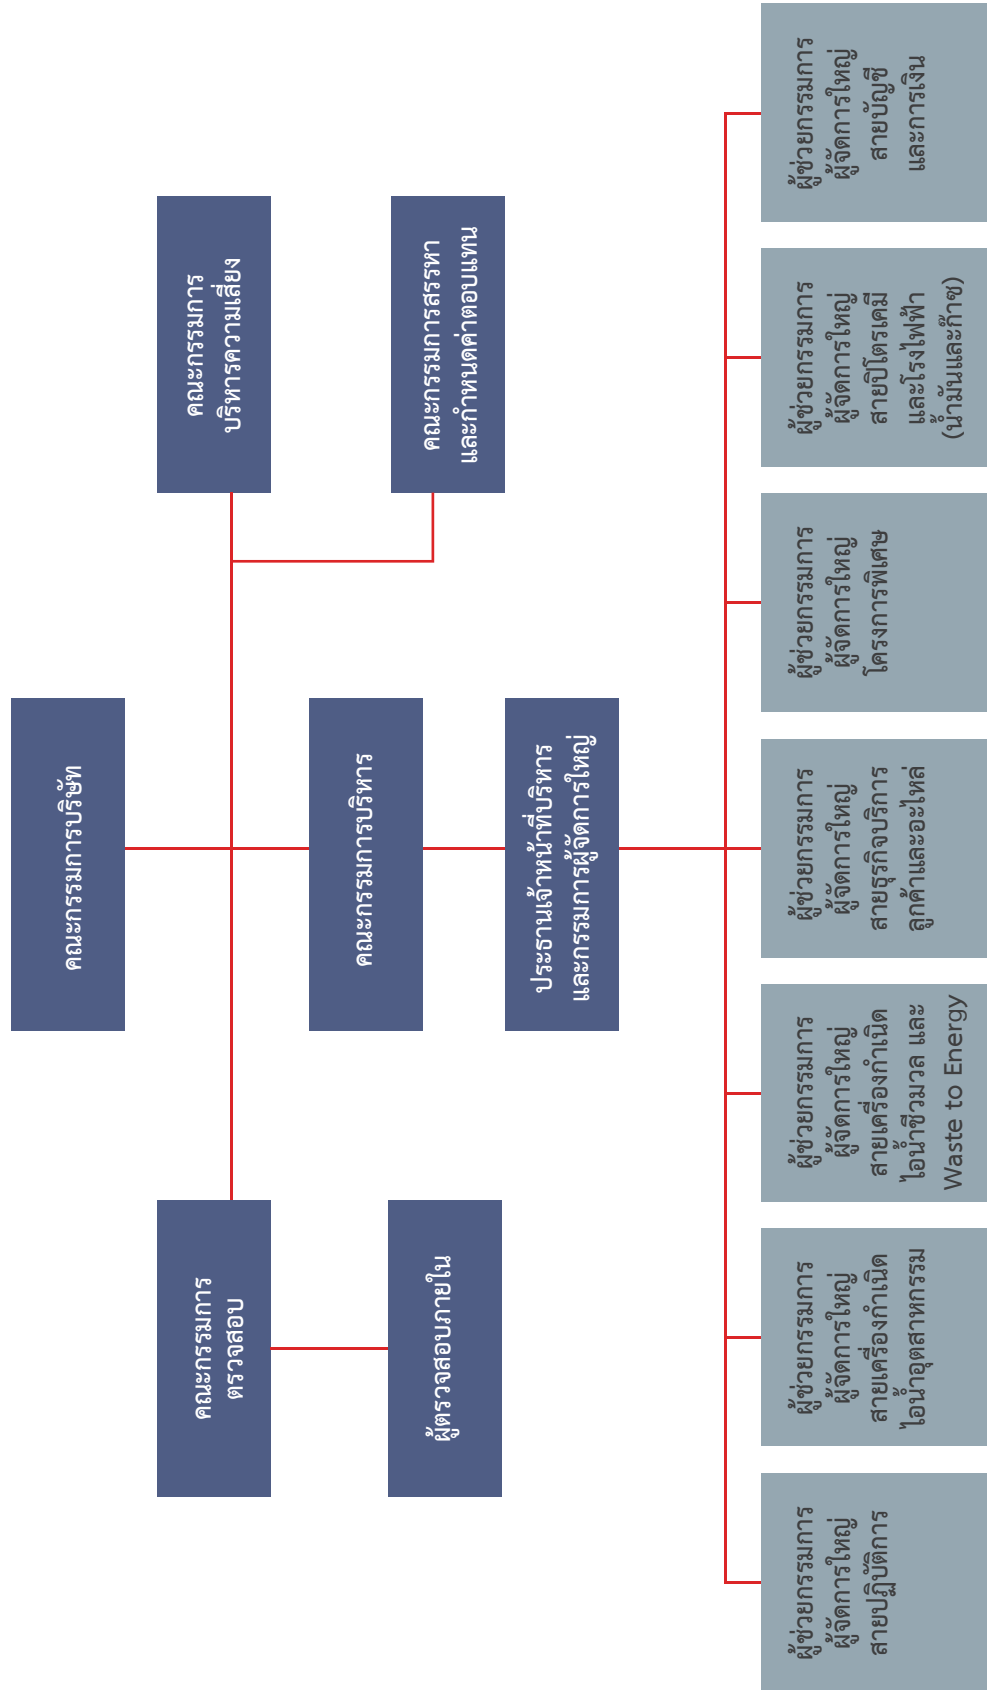 คณะกรรมการบริษัท
คณะกรรมการ
ตรวจสอบ
คณะกรรมการ
บริหารความเสี่ยง
คณะกรรมการบริหาร
ผู้ตรวจสอบภายใน
คณะกรรมการสรรหา
และกำหนดค่าตอบแทน
ประธานเจ้าหน้าที่บริหาร
และกรรมการผู้จัดการใหญ่
ผู้ช่วยกรรมการ
ผู้จัดการใหญ่
สายปฏิบัติการ
ผู้ช่วยกรรมการ
ผู้จัดการใหญ่
สายเครื่องกำเนิด
ไอน้ำอุตสาหกรรม
ผู้ช่วยกรรมการ
ผู้จัดการใหญ่
สายเครื่องกำเนิด
ไอน้ำชีวมวล และ
Waste to Energy
ผู้ช่วยกรรมการ
ผู้จัดการใหญ่
สายธุรกิจบริการ
ลูกค้าและอะไหล่
ผู้ช่วยกรรมการ
ผู้จัดการใหญ่
โครงการพิเศษ
ผู้ช่วยกรรมการ
ผู้จัดการใหญ่
สายปิโตรเคมี
และโรงไฟฟ้า
(น้ำมันและก๊าซ)
ผู้ช่วยกรรมการ
ผู้จัดการใหญ่
สายบัญชี
และการเงิน